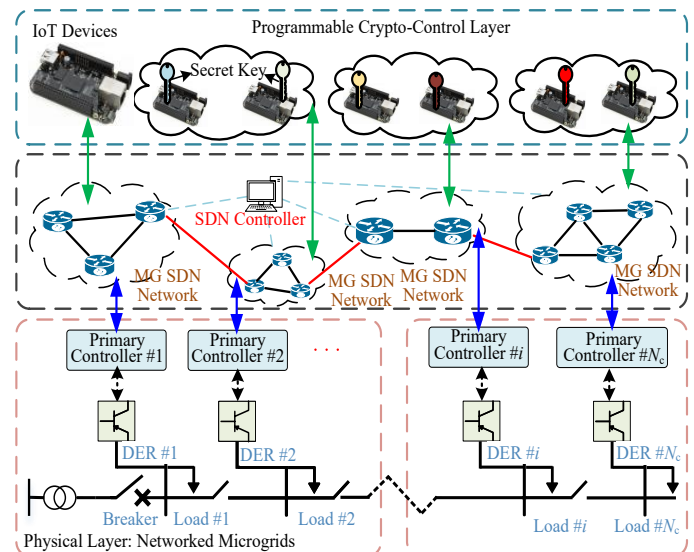 Programmable Crypto-Control Layer
IoT Devices
Secret Key
SDN Controller
MG SDN
Network
MG SDN
Network
MG SDN
Network
MG SDN
Network
Primary
Controller #1
Primary
Controller #2
. . .
Primary
Controller #i
Primary
Controller #Nc
DER #1
DER #2
DER #i
DER #Nc
Breaker
Load #1
Load #2
Load #i
Load #Nc
Physical Layer: Networked Microgrids